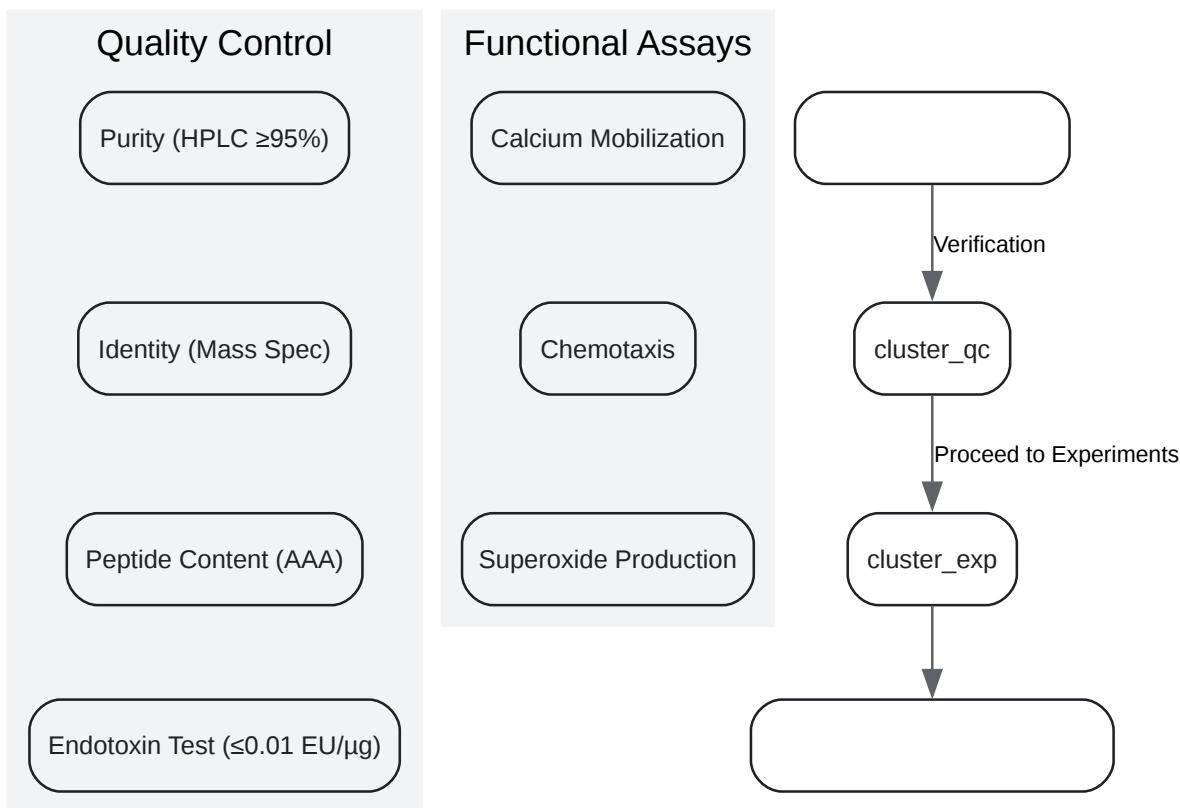 Quality Control
Purity (HPLC ≥95%)
Identity (Mass Spec)
Peptide Content (AAA)
Endotoxin Test (≤0.01 EU/µg)
Functional Assays
Calcium Mobilization
Chemotaxis
Superoxide Production
Verification
cluster_qc
Proceed to Experiments
cluster_exp